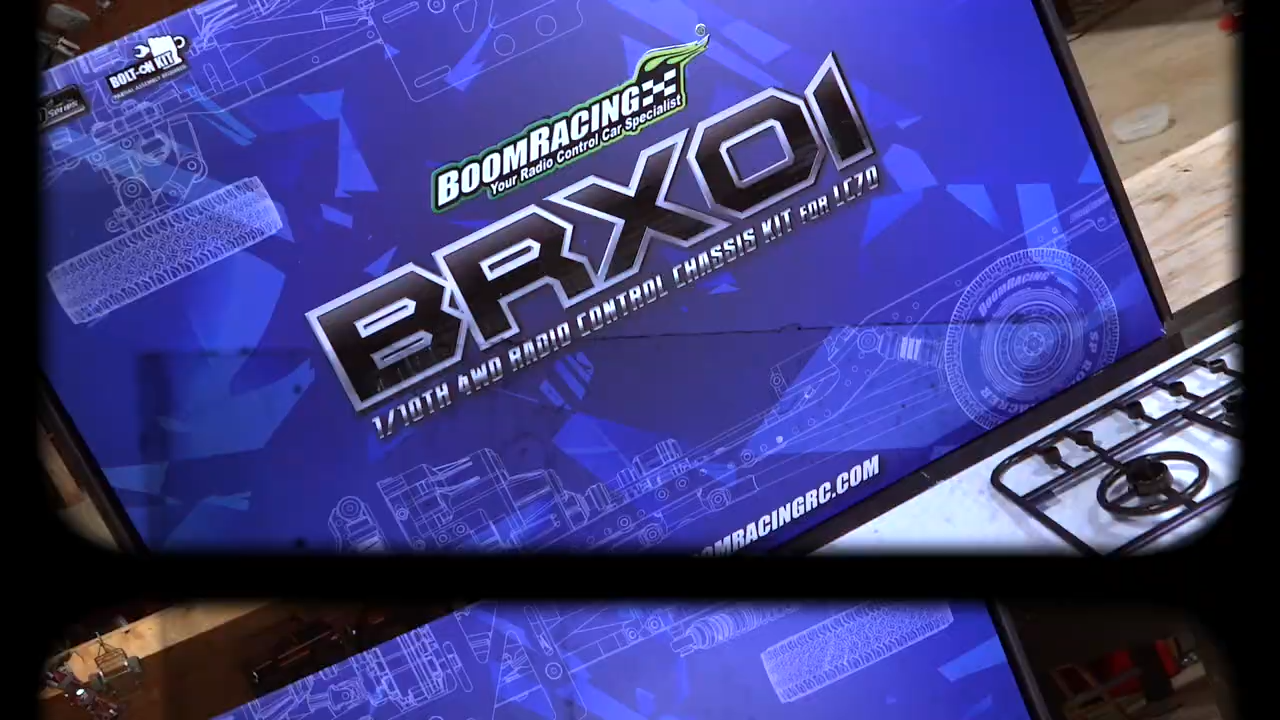 BOLT-ON KIT
BOOMRACING
Your Radio Control Car Specialist
BRX01
1/10TH 4WD RADIO CONTROL CHASSIS KIT FOR LC70
BOOMRACING
OOMRACINGRC.COM